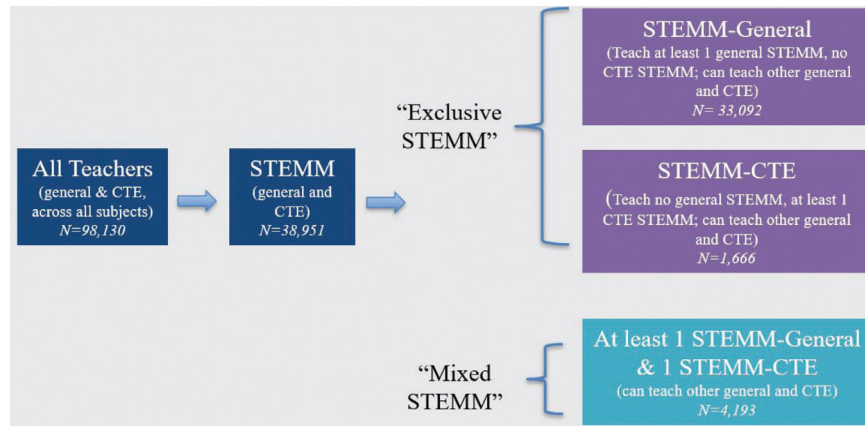 All Teachers
(general & CTE,
across all subjects)
N=98,130
STEMM
(general and
CTE)
N=38,951
“Exclusive
STEMM”
STEMM-General
(Teach at least 1 general STEMM, no
CTE STEMM; can teach other general
and CTE)
N= 33,092
STEMM-CTE
(Teach no general STEMM, at least 1
CTE STEMM; can teach other general
and CTE)
N=1,666
“Mixed
STEMM”
At least 1 STEMM-General
& 1 STEMM-CTE
(can teach other general and CTE)
N=4,193